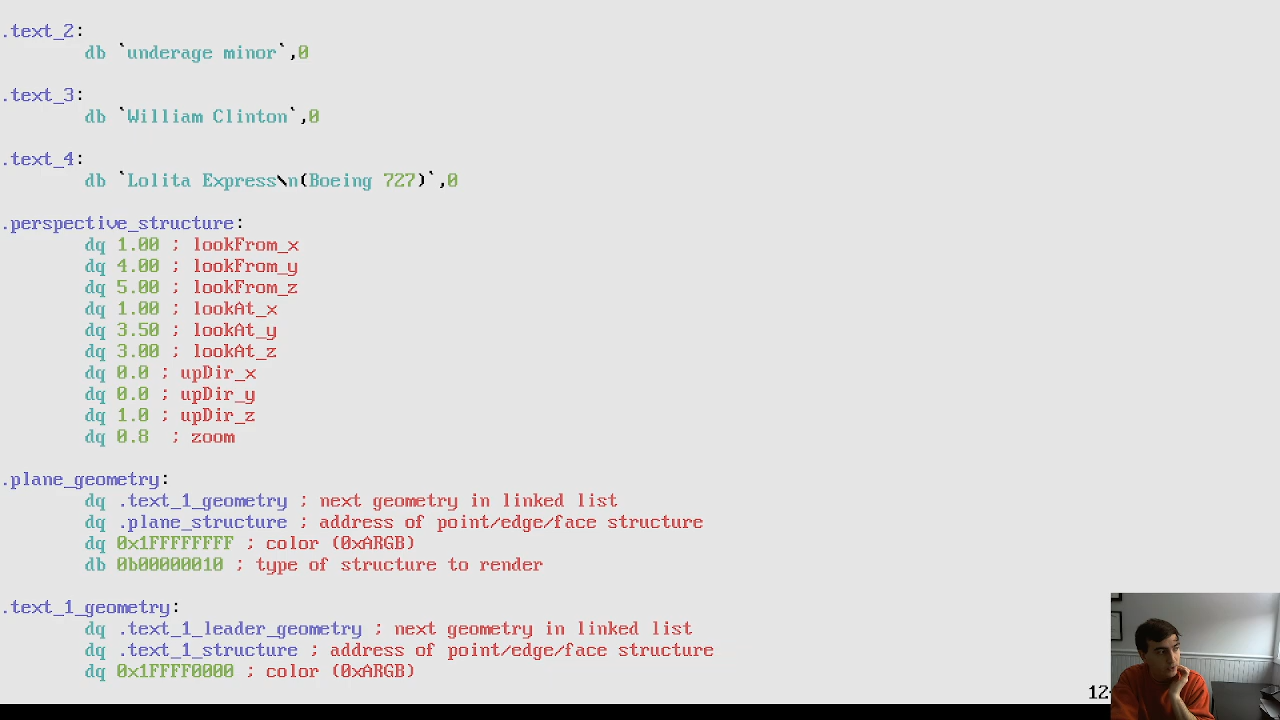 .text_2:
db `underage minor`,0
.text_3:
db `William Clinton`,0
.text_4:
db `Lolita Express\n(Boeing 727)`,0
.perspective_structure:
dq 1.00 ; lookFrom_x
dq 4.00 ; lookFrom_y
dq 5.00 ; lookFrom_z
dq 1.00 ; lookAt_x
dq 3.50 ; lookAt_y
dq 3.00 ; lookAt_z
dq 0.0 ; upDir_x
dq 0.0 ; upDir_y
dq 1.0 ; upDir_z
dq 0.8  ; zoom
.plane_geometry:
dq .text_1_geometry ; next geometry in linked list
dq .plane_structure ; address of point/edge/face structure
dq 0x1FFFFFFFF ; color (0xARGB)
db 0b00000010 ; type of structure to render
.text_1_geometry:
dq .text_1_leader_geometry ; next geometry in linked list
dq .text_1_structure ; address of point/edge/face structure
dq 0x1FFFF0000 ; color (0xARGB)